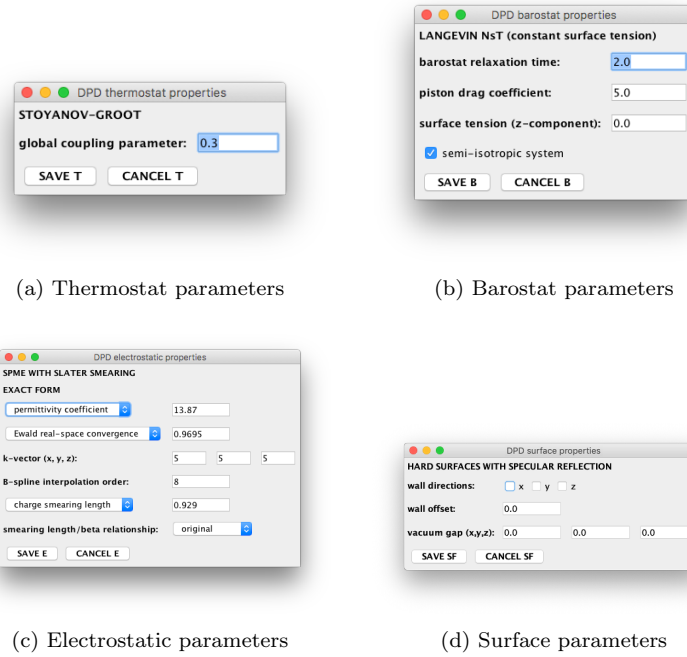 DPD thermostat properties
STOYANOV-GROOT
global coupling parameter: 0.3
SAVE T CANCEL T
(a) Thermostat parameters
DPD barostat properties
LANGEVIN NsT (constant surface tension)
barostat relaxation time: 2.0
piston drag coefficient: 5.0
surface tension (z-component): 0.0
semi-isotropic system
SAVE B CANCEL B
(b) Barostat parameters
DPD electrostatic properties
SPME WITH SLATER SMEARING
EXACT FORM
permittivity coefficient 13.87
Ewald real-space convergence 0.9695
k-vector (x, y, z): 5 5 5
B-spline interpolation order: 8
charge smearing length 0.929
smearing length/beta relationship: original
SAVE E CANCEL E
(c) Electrostatic parameters
DPD surface properties
HARD SURFACES WITH SPECULAR REFLECTION
wall directions: x y z
wall offset: 0.0
vacuum gap (x,y,z): 0.0 0.0 0.0
SAVE SF CANCEL SF
(d) Surface parameters